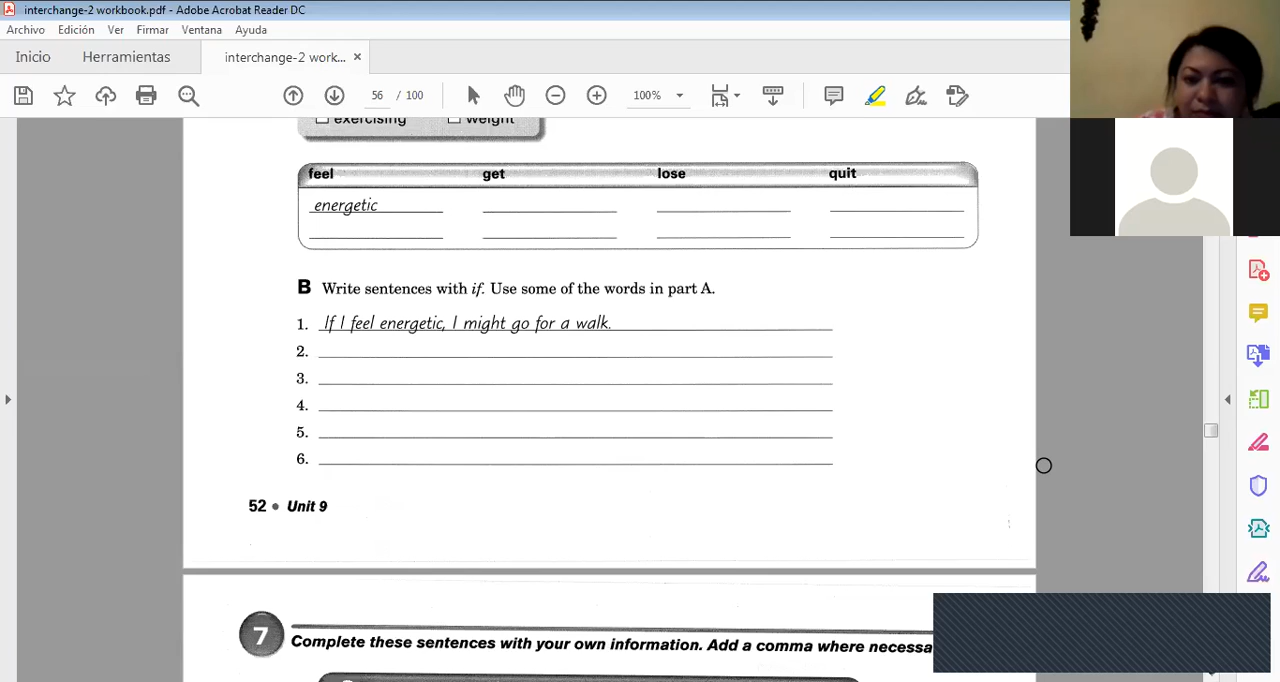 interchange-2 workbook.pdf - Adobe Acrobat Reader DC
Archivo Edición Ver Firmar Ventana Ayuda
Inicio Herramientas interchange-2 work... ×
56 / 100 100%
exercising weight
feel get lose quit
energetic
B Write sentences with if. Use some of the words in part A.
1. If I feel energetic, I might go for a walk.
2.
3.
4.
5.
6.
52 • Unit 9
7 Complete these sentences with your own information. Add a comma where necessa